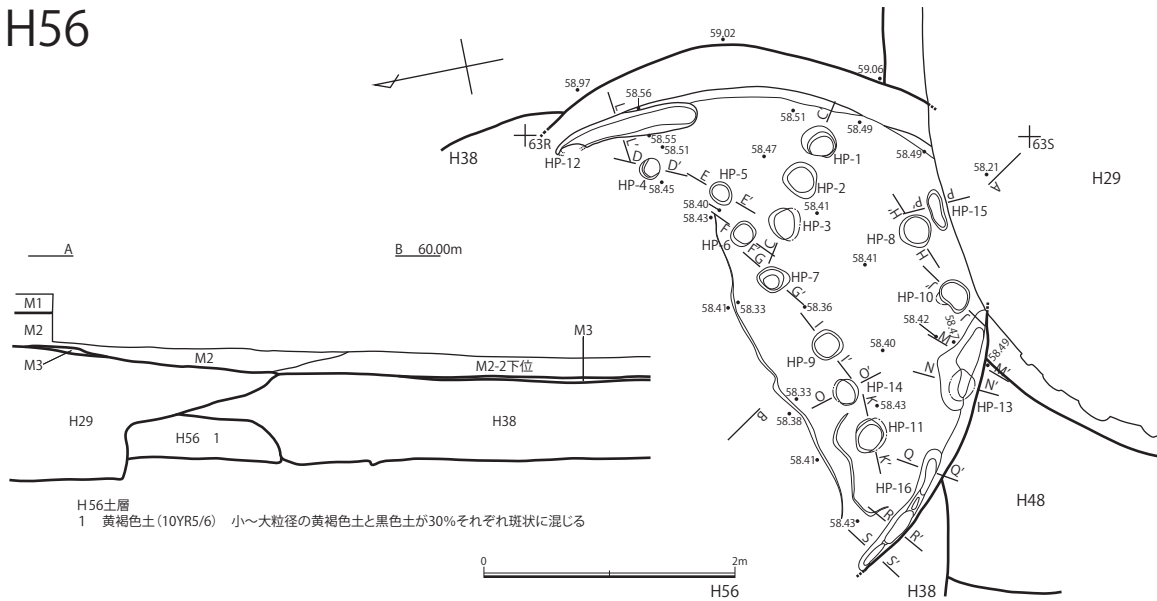 H56
59.02
58.97
59.06
58.56
58.51
58.49
63R
63S
H38
HP-12
L
L'
58.55
58.51
58.49
C'
HP-1
58.47
D
D'
HP-4
58.45
E
HP-5
E'
HP-2
58.21
A
H29
58.40
58.43
58.41
HP-3
P
P'
HP-15
H'
HP-8
F
F'
HP-6
C
G
H
58.41
HP-7
G'
A
B 60.00m
HP-10
J
M1
M2
M3
M2
M2-2下位
M3
58.41
58.33
58.36
I
58.42
58.47
M
58.49
M'
HP-9
I'
58.40
N
N'
HP-13
O'
HP-14
O
K
58.43
58.33
58.38
B
HP-11
K'
H29
H56 1
H38
58.41
Q
Q'
HP-16
H48
58.43
R
R'
S
S'
H56土層
1 黄褐色土(10YR5/6) 小～大粒径の黄褐色土と黒色土が30%それぞれ斑状に混じる
0
2m
H56
H38